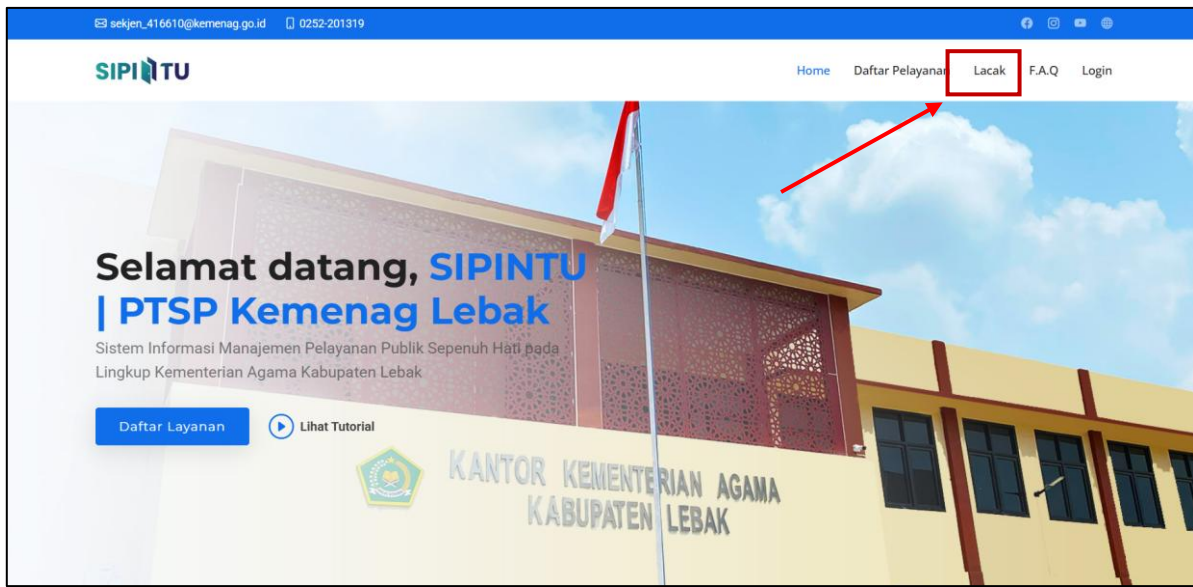 sekjen_416610@kemenag.go.id 0252-201319
SIPINTU
Home Daftar Pelayanan Lacak F.A.Q Login
Selamat datang, SIPINTU
| PTSP Kemenag Lebak
Sistem Informasi Manajemen Pelayanan Publik Sepenuh Hati pada
Lingkup Kementerian Agama Kabupaten Lebak
Daftar Layanan Lihat Tutorial
KANTOR KEMENTERIAN AGAMA
KABUPATEN LEBAK